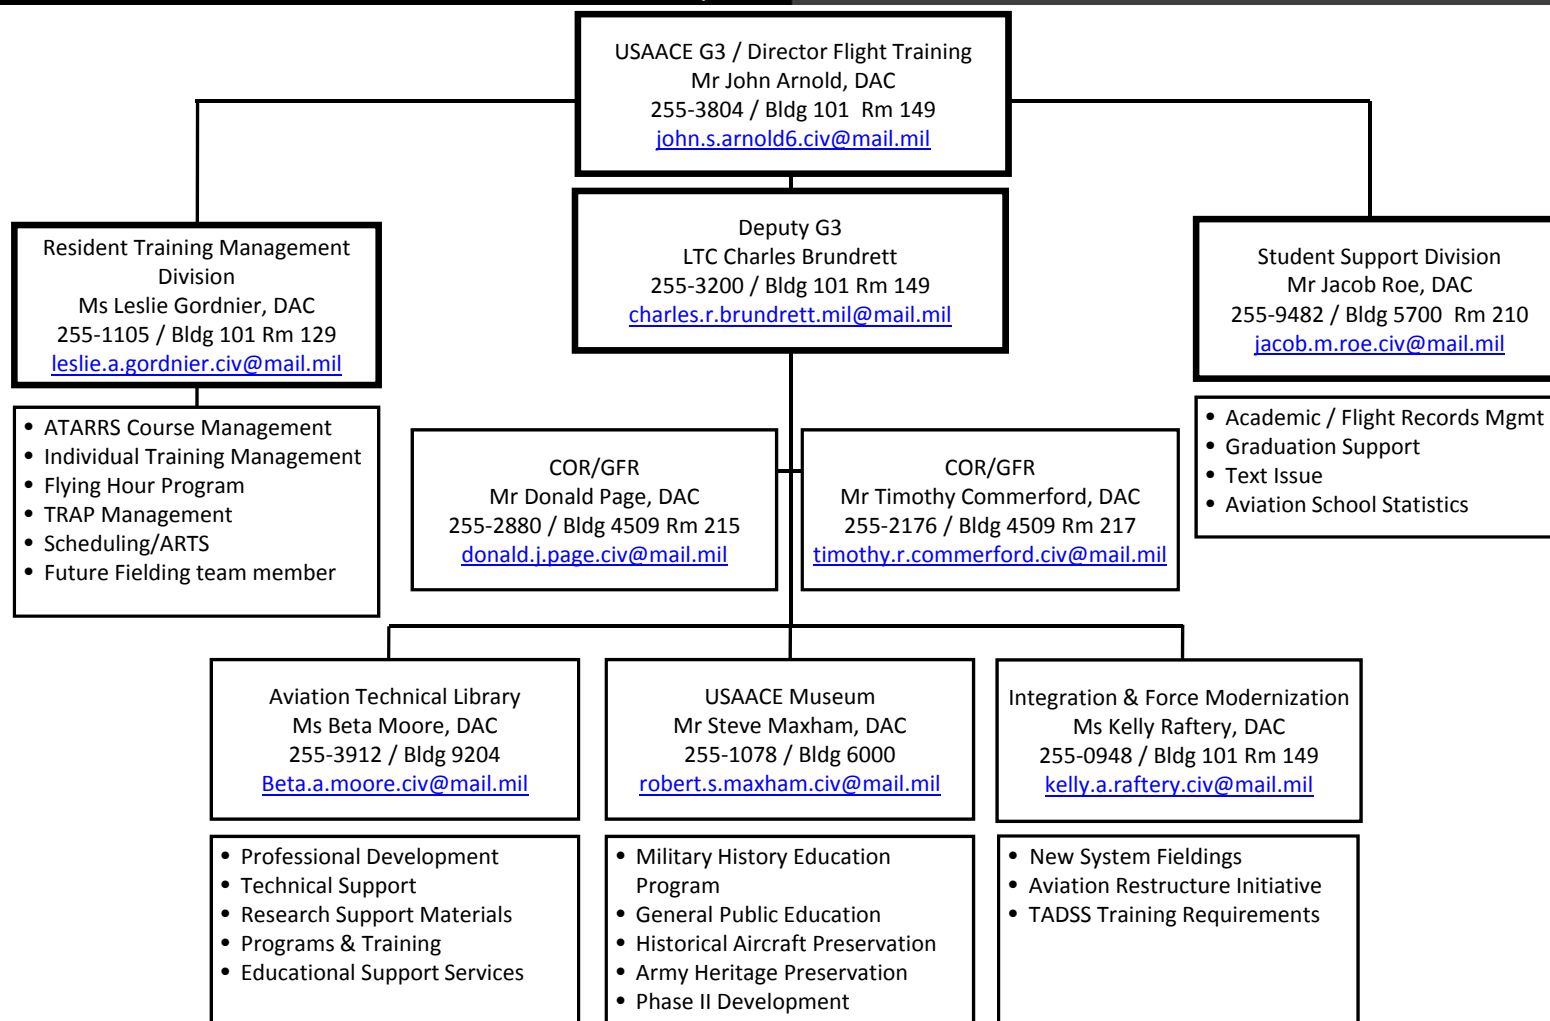 USAACE G3 / Director Flight Training
Mr John Arnold, DAC
255-3804 / Bldg 101  Rm 149
john.s.arnold6.civ@mail.mil
Deputy G3
LTC Charles Brundrett
255-3200 / Bldg 101 Rm 149
charles.r.brundrett.mil@mail.mil
Resident Training Management
Division
Ms Leslie Gordnier, DAC
255-1105 / Bldg 101 Rm 129
leslie.a.gordnier.civ@mail.mil
Student Support Division
Mr Jacob Roe, DAC
255-9482 / Bldg 5700  Rm 210
jacob.m.roe.civ@mail.mil
• ATARRS Course Management
• Individual Training Management
• Flying Hour Program
• TRAP Management
• Scheduling/ARTS
• Future Fielding team member
COR/GFR
Mr Donald Page, DAC
255-2880 / Bldg 4509 Rm 215
donald.j.page.civ@mail.mil
COR/GFR
Mr Timothy Commerford, DAC
255-2176 / Bldg 4509 Rm 217
timothy.r.commerford.civ@mail.mil
• Academic / Flight Records Mgmt
• Graduation Support
• Text Issue
• Aviation School Statistics
Aviation Technical Library
Ms Beta Moore, DAC
255-3912 / Bldg 9204
Beta.a.moore.civ@mail.mil
USAACE Museum
Mr Steve Maxham, DAC
255-1078 / Bldg 6000
robert.s.maxham.civ@mail.mil
Integration & Force Modernization
Ms Kelly Raftery, DAC
255-0948 / Bldg 101 Rm 149
kelly.a.raftery.civ@mail.mil
• Professional Development
• Technical Support
• Research Support Materials
• Programs & Training
• Educational Support Services
• Military History Education
Program
• General Public Education
• Historical Aircraft Preservation
• Army Heritage Preservation
• Phase II Development
• New System Fieldings
• Aviation Restructure Initiative
• TADSS Training Requirements